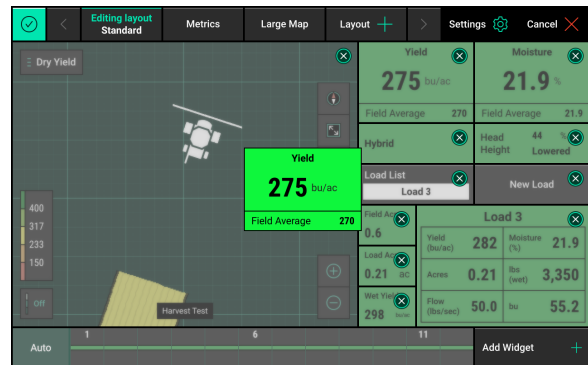 Editing layout
Standard
Metrics
Large Map
Layout
Settings
Cancel
Dry Yield
Yield
275 bu/ac
Field Average 270
Moisture
21.9 %
Field Average 21.9
Hybrid
Head Height 44 %
Lowered
Yield
275 bu/ac
Field Average 270
Load List
Load 3
New Load
400
317
233
150
Off
Harvest Test
Field Ac
0.6
Load Ac
0.21 ac
Wet Yiel
298 bu/ac
Load 3
Yield (bu/ac) 282 Moisture (%) 21.9
Acres 0.21 lbs (wet) 3,350
Flow (lbs/sec) 50.0 bu 55.2
Auto
1 6 11
Add Widget